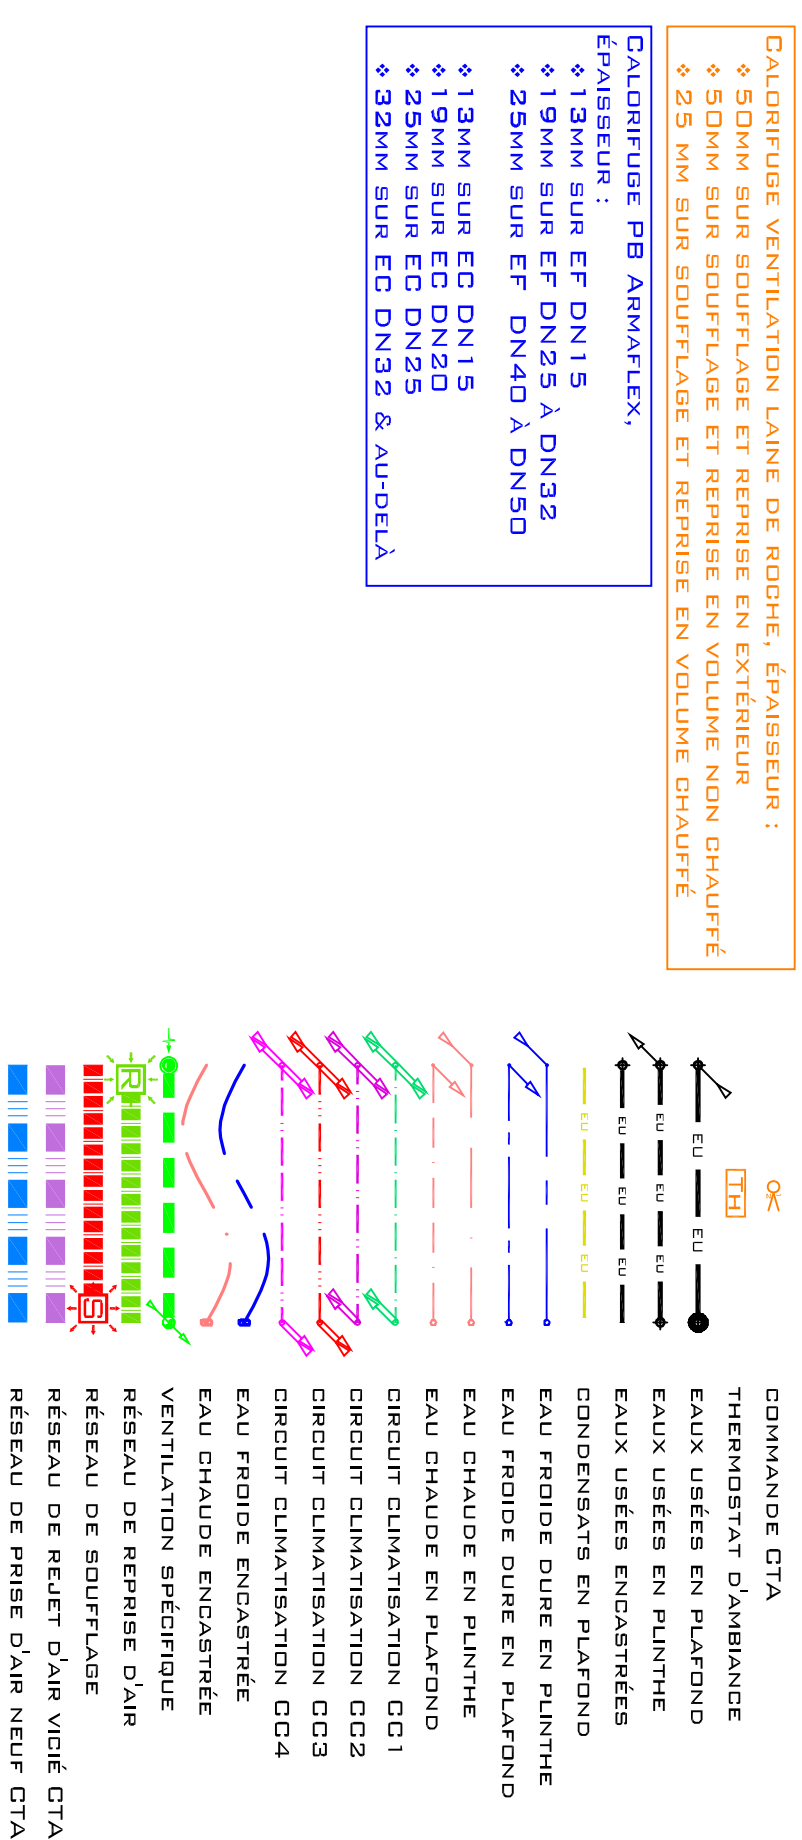 Calorifuge ventilation laine de roche, épaisseur :
❖ 50mm sur soufflage et reprise en extérieur
❖ 50mm sur soufflage et reprise en volume non chauffé
❖ 25 mm sur soufflage et reprise en volume chauffé
Calorifuge PB Armaflex,
épaisseur :
❖ 13mm sur EF DN15
❖ 19mm sur EF DN25 à DN32
❖ 25mm sur EF DN40 à DN50
❖ 13mm sur EC DN15
❖ 19mm sur EC DN20
❖ 25mm sur EC DN25
❖ 32mm sur EC DN32 & au-delà
commande CTA
Th thermostat d'ambiance
EU EU eaux usées en plafond
EU EU EU eaux usées en plinthe
EU EU EU eaux usées encastrées
EU EU EU condensats en plafond
eau froide dure en plinthe
eau froide dure en plafond
eau chaude en plinthe
eau chaude en plafond
circuit climatisation CC1
circuit climatisation CC2
circuit climatisation CC3
circuit climatisation CC4
eau froide encastrée
eau chaude encastrée
ventilation spécifique
R réseau de reprise d'air
S réseau de soufflage
réseau de rejet d'air vicié CTA
réseau de prise d'air neuf CTA